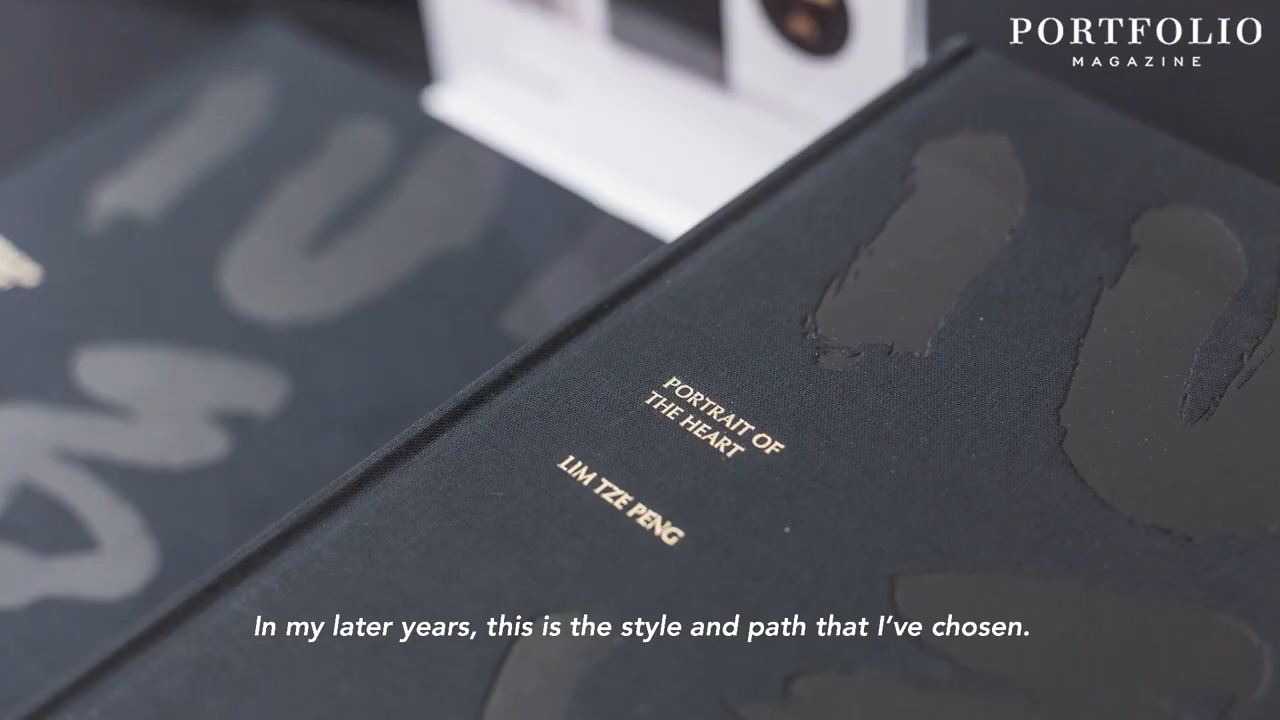 PORTFOLIO
MAGAZINE
PORTRAIT OF
THE HEART
LIM TZE PENG
In my later years, this is the style and path that I've chosen.